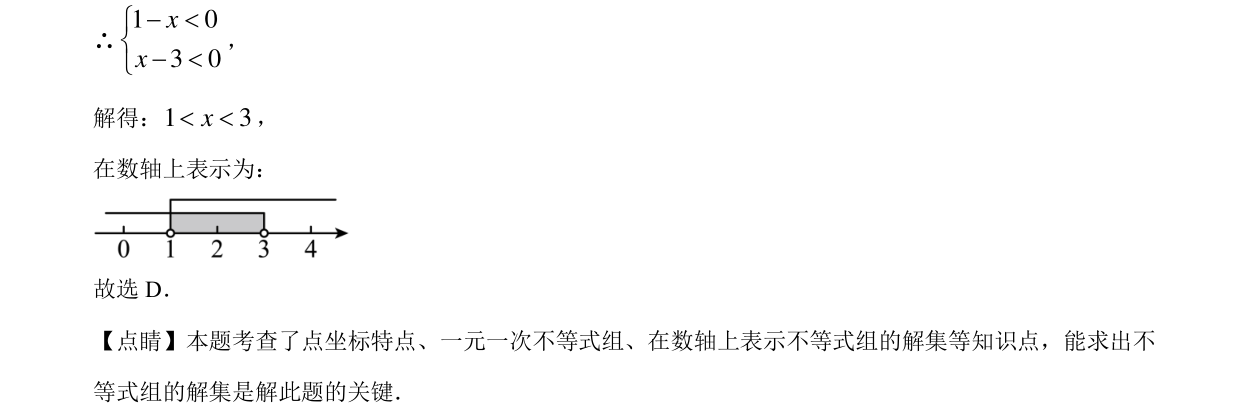 ∴{1−x<0
x−3<0，
解得：1<x<3，
在数轴上表示为：
0 1 2 3 4
故选 D．
【点睛】本题考查了点坐标特点、一元一次不等式组、在数轴上表示不等式组的解集等知识点，能求出不
等式组的解集是解此题的关键．